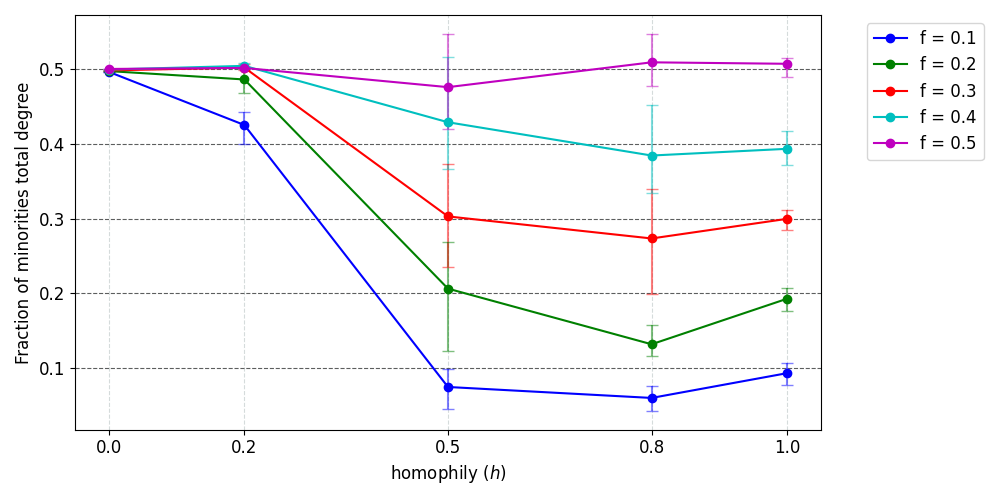 Fraction of minorities total degree
0.5
0.4
0.3
0.2
0.1
0.0 0.2 0.5 0.8 1.0
homophily (h)
f = 0.1
f = 0.2
f = 0.3
f = 0.4
f = 0.5